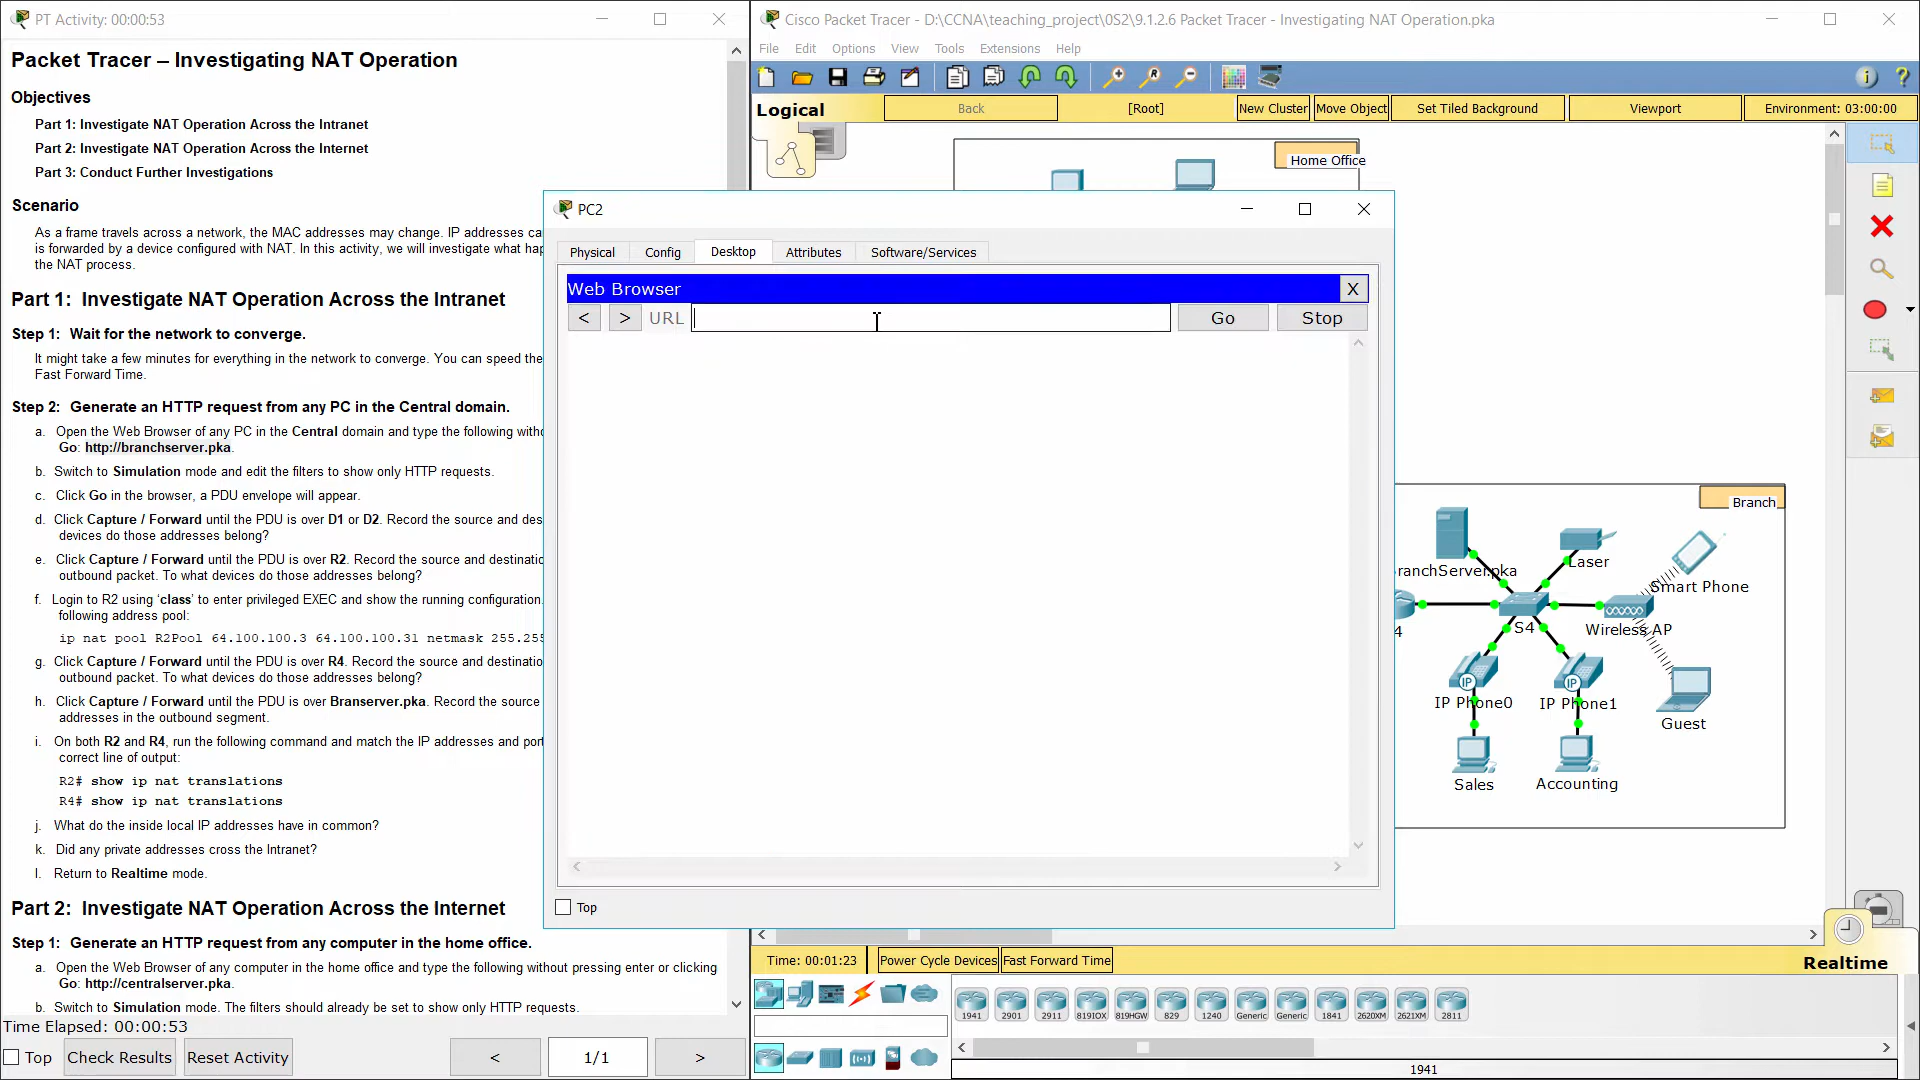 PT Activity: 00:00:53
Packet Tracer – Investigating NAT Operation
Objectives
Part 1: Investigate NAT Operation Across the Intranet
Part 2: Investigate NAT Operation Across the Internet
Part 3: Conduct Further Investigations
Scenario
As a frame travels across a network, the MAC addresses may change. IP addresses ca
is forwarded by a device configured with NAT. In this activity, we will investigate what hap
the NAT process.
Part 1: Investigate NAT Operation Across the Intranet
Step 1: Wait for the network to converge.
It might take a few minutes for everything in the network to converge. You can speed the
Fast Forward Time.
Step 2: Generate an HTTP request from any PC in the Central domain.
a. Open the Web Browser of any PC in the Central domain and type the following witho
Go: http://branchserver.pka.
b. Switch to Simulation mode and edit the filters to show only HTTP requests.
c. Click Go in the browser, a PDU envelope will appear.
d. Click Capture / Forward until the PDU is over D1 or D2. Record the source and des
devices do those addresses belong?
e. Click Capture / Forward until the PDU is over R2. Record the source and destinatio
outbound packet. To what devices do those addresses belong?
f. Login to R2 using ‘class’ to enter privileged EXEC and show the running configuration.
following address pool:
ip nat pool R2Pool 64.100.100.3 64.100.100.31 netmask 255.255
g. Click Capture / Forward until the PDU is over R4. Record the source and destinatio
outbound packet. To what devices do those addresses belong?
h. Click Capture / Forward until the PDU is over Branserver.pka. Record the source
addresses in the outbound segment.
i. On both R2 and R4, run the following command and match the IP addresses and port
correct line of output:
R2# show ip nat translations
R4# show ip nat translations
j. What do the inside local IP addresses have in common?
k. Did any private addresses cross the Intranet?
l. Return to Realtime mode.
Part 2: Investigate NAT Operation Across the Internet
Step 1: Generate an HTTP request from any computer in the home office.
a. Open the Web Browser of any computer in the home office and type the following without pressing enter or clicking
Go: http://centralserver.pka.
b. Switch to Simulation mode. The filters should already be set to show only HTTP requests.
Time Elapsed: 00:00:53
Top
Check Results
Reset Activity
<
1/1
>
Cisco Packet Tracer - D:\CCNA\teaching_project\0S2\9.1.2.6 Packet Tracer - Investigating NAT Operation.pka
File Edit Options View Tools Extensions Help
Logical
Back
[Root]
New Cluster
Move Object
Set Tiled Background
Viewport
Environment: 03:00:00
Home Office
PC2
Physical Config Desktop Attributes Software/Services
Web Browser
X
< > URL
Go
Stop
Top
Branch
ranchServer.pka
Laser
Smart Phone
4
S4
Wireless AP
IP
IP
IP Phone0
IP Phone1
Guest
Sales
Accounting
Time: 00:01:23
Power Cycle Devices
Fast Forward Time
Realtime
1941 2901 2911 819IOX 819HGW 829 1240 Generic Generic 1841 2620XM 2621XM 2811
1941